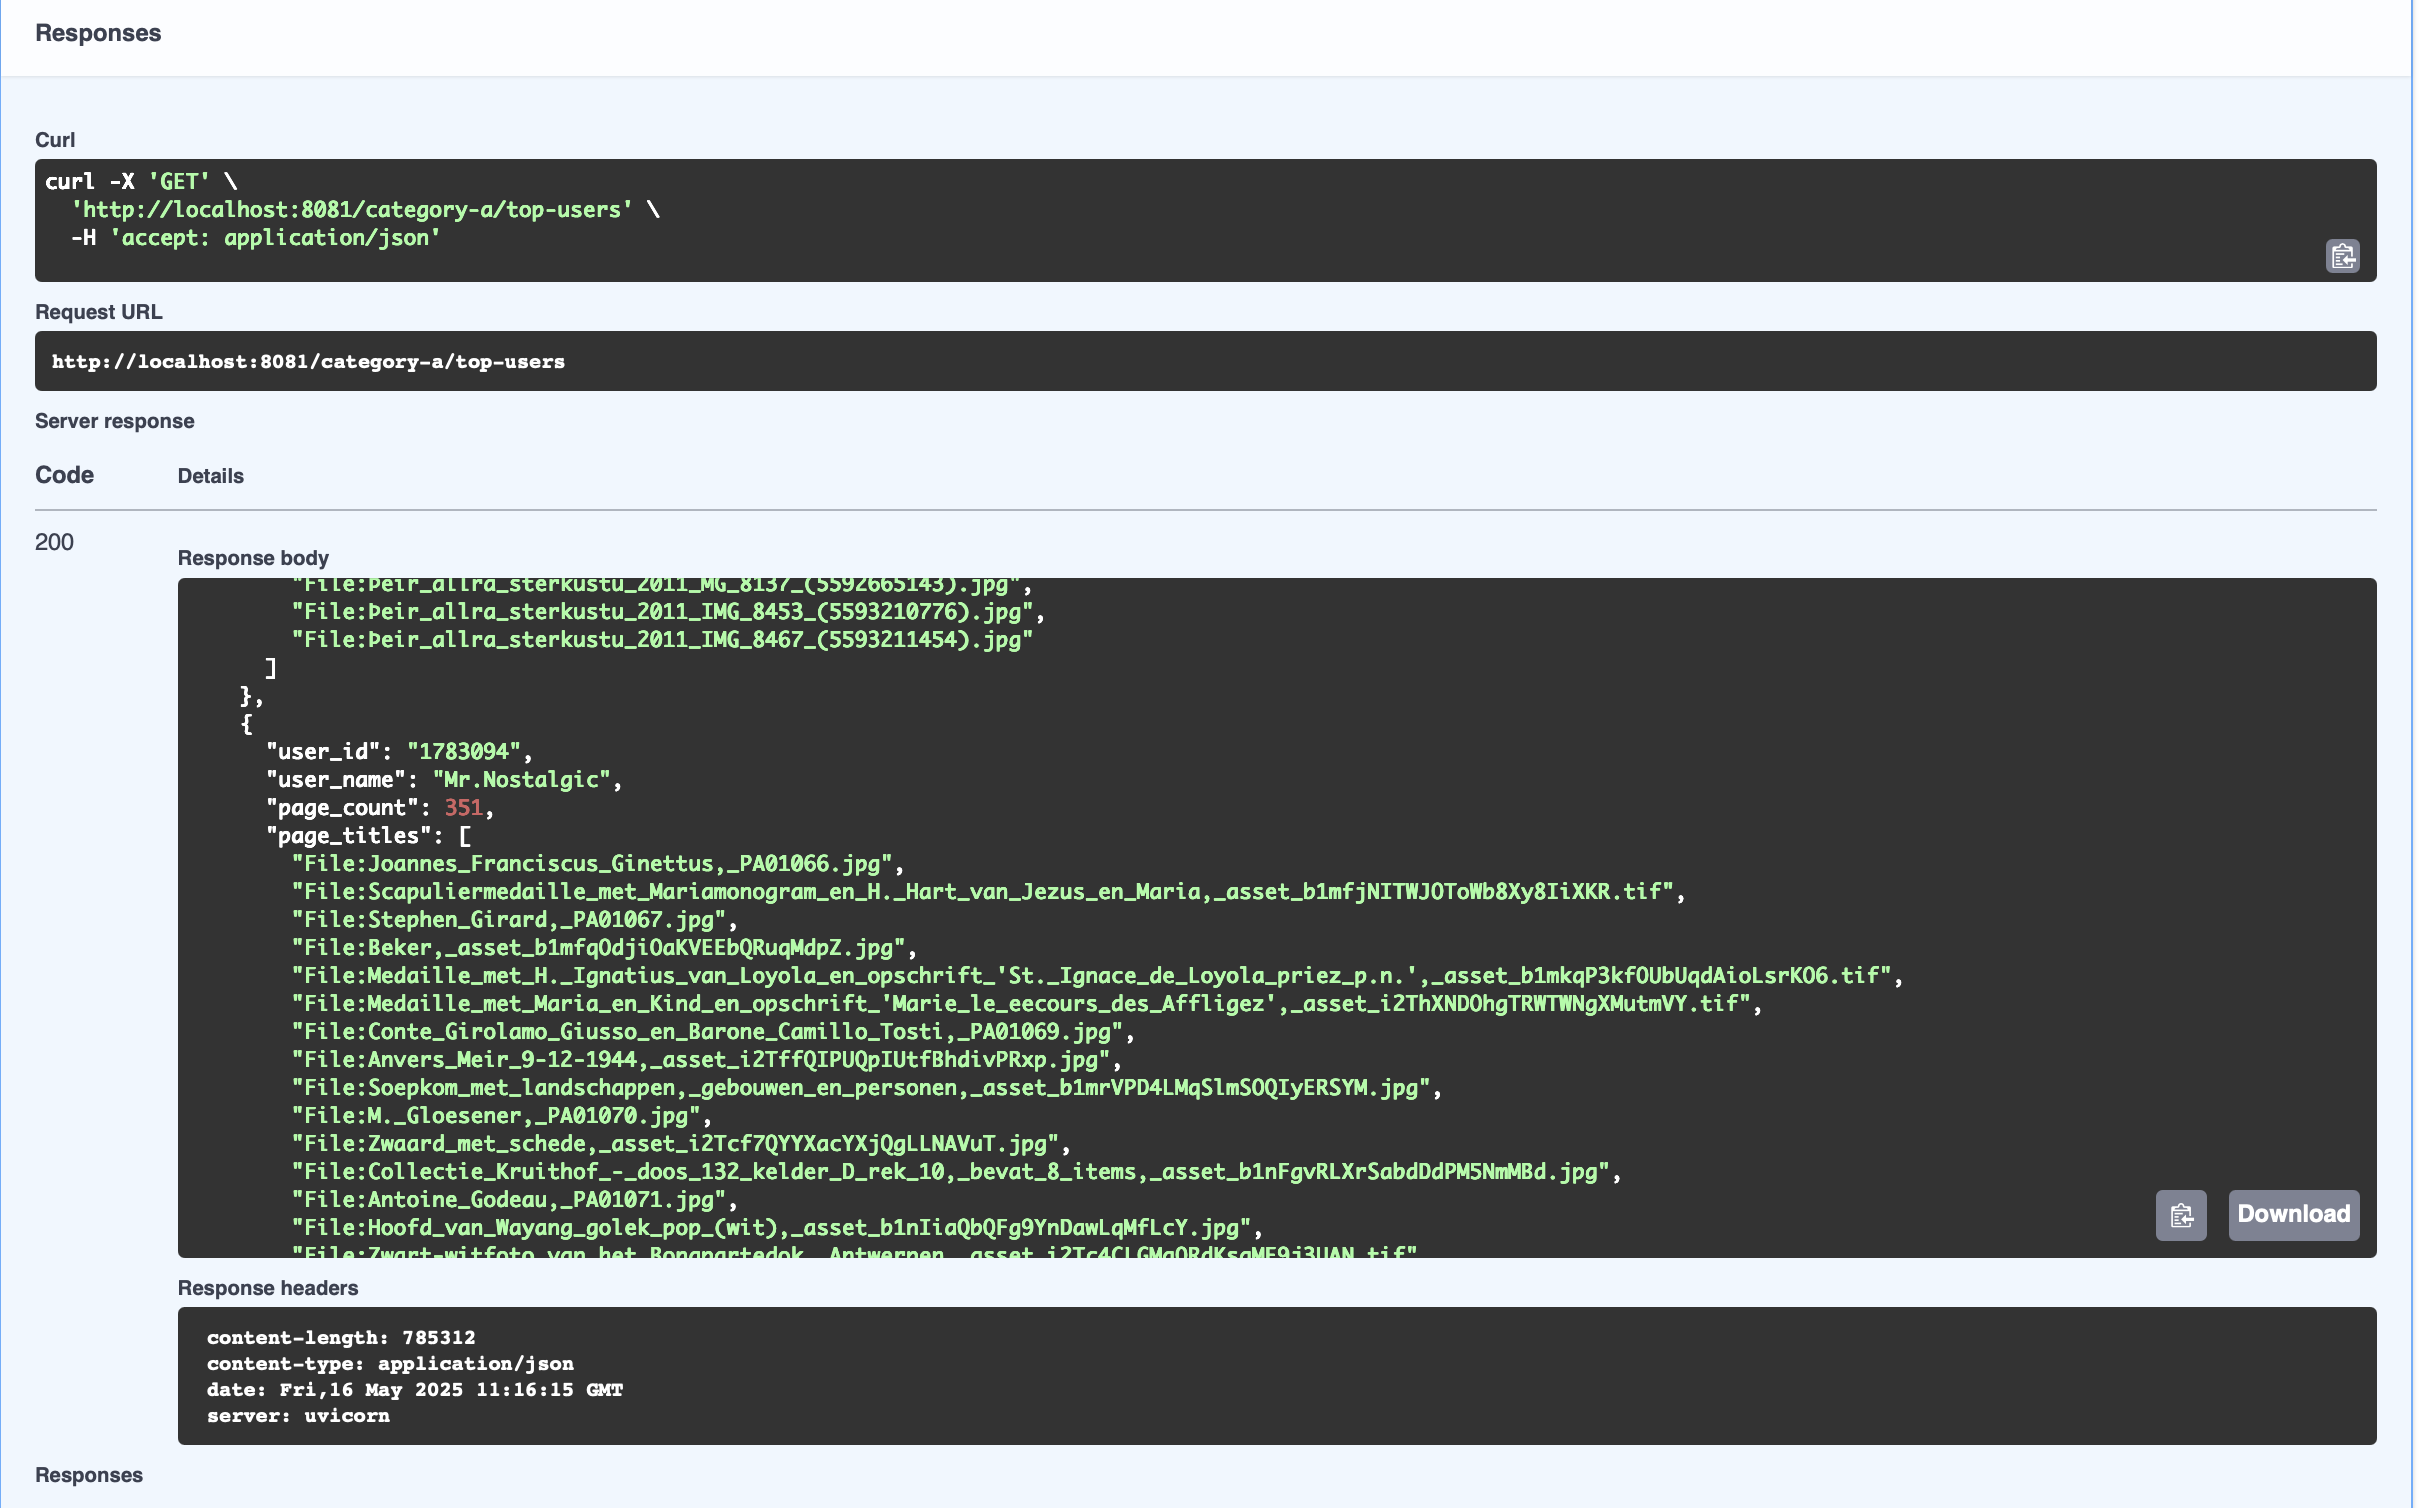 Responses
Curl
curl -X 'GET' \
  'http://localhost:8081/category-a/top-users' \
  -H 'accept: application/json'
Request URL
http://localhost:8081/category-a/top-users
Server response
Code Details
200
Response body
"File:Þeir_allra_sterkustu_2011_MG_8137_(5592665143).jpg",
"File:Þeir_allra_sterkustu_2011_IMG_8453_(5593210776).jpg",
"File:Þeir_allra_sterkustu_2011_IMG_8467_(5593211454).jpg"
]
},
{
"user_id": "1783094",
"user_name": "Mr.Nostalgic",
"page_count": 351,
"page_titles": [
"File:Joannes_Franciscus_Ginettus,_PA01066.jpg",
"File:Scapuliermedaille_met_Mariamonogram_en_H._Hart_van_Jezus_en_Maria,_asset_b1mfjNITWJOToWb8Xy8IiXKR.tif",
"File:Stephen_Girard,_PA01067.jpg",
"File:Beker,_asset_b1mfqOdjiOaKVEEbQRuqMdpZ.jpg",
"File:Medaille_met_H._Ignatius_van_Loyola_en_opschrift_'St._Ignace_de_Loyola_priez_p.n.',_asset_b1mkqP3kfOUbUqdAioLsrKO6.tif",
"File:Medaille_met_Maria_en_Kind_en_opschrift_'Marie_le_eecours_des_Affligez',_asset_i2ThXNDOhgTRWTWNgXMutmVY.tif",
"File:Conte_Girolamo_Giusso_en_Barone_Camillo_Tosti,_PA01069.jpg",
"File:Anvers_Meir_9-12-1944,_asset_i2TffQIPUQpIUtfBhdivPRxp.jpg",
"File:Soepkom_met_landschappen,_gebouwen_en_personen,_asset_b1mrVPD4LMqSlmSOQIyERSYM.jpg",
"File:M._Gloesener,_PA01070.jpg",
"File:Zwaard_met_schede,_asset_i2Tcf7QYYXacYXjQgLLNAVuT.jpg",
"File:Collectie_Kruithof_-_doos_132_kelder_D_rek_10,_bevat_8_items,_asset_b1nFgvRLXrSabdDdPM5NmMBd.jpg",
"File:Antoine_Godeau,_PA01071.jpg",
"File:Hoofd_van_Wayang_golek_pop_(wit),_asset_b1nIiaQbQFg9YnDawLqMfLcY.jpg",
"File:Zwart-witfoto_van_het_Bonapartedok,_Antwerpen,
Download
Response headers
content-length: 785312
content-type: application/json
date: Fri,16 May 2025 11:16:15 GMT
server: uvicorn
Responses